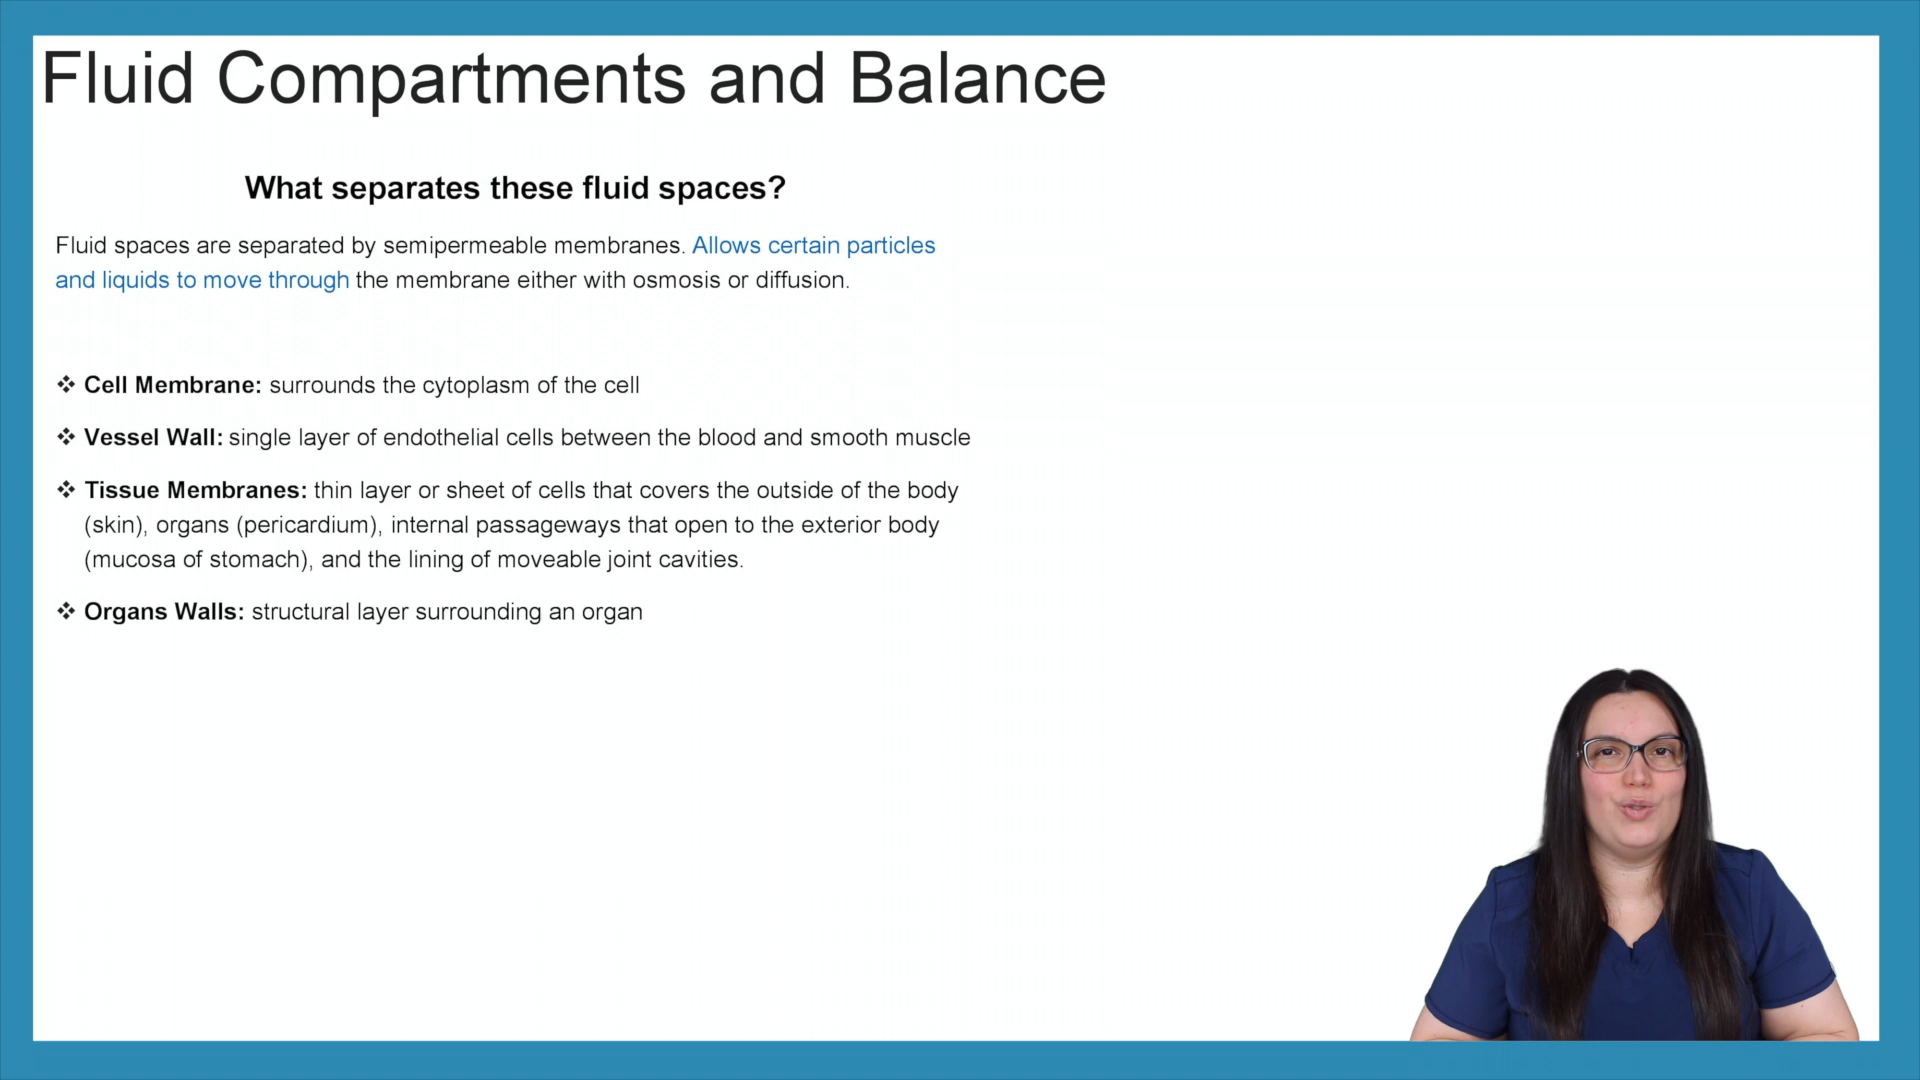 Fluid Compartments and Balance
What separates these fluid spaces?
Fluid spaces are separated by semipermeable membranes. Allows certain particles
and liquids to move through the membrane either with osmosis or diffusion.
❖ Cell Membrane: surrounds the cytoplasm of the cell
❖ Vessel Wall: single layer of endothelial cells between the blood and smooth muscle
❖ Tissue Membranes: thin layer or sheet of cells that covers the outside of the body
(skin), organs (pericardium), internal passageways that open to the exterior body
(mucosa of stomach), and the lining of moveable joint cavities.
❖ Organs Walls: structural layer surrounding an organ